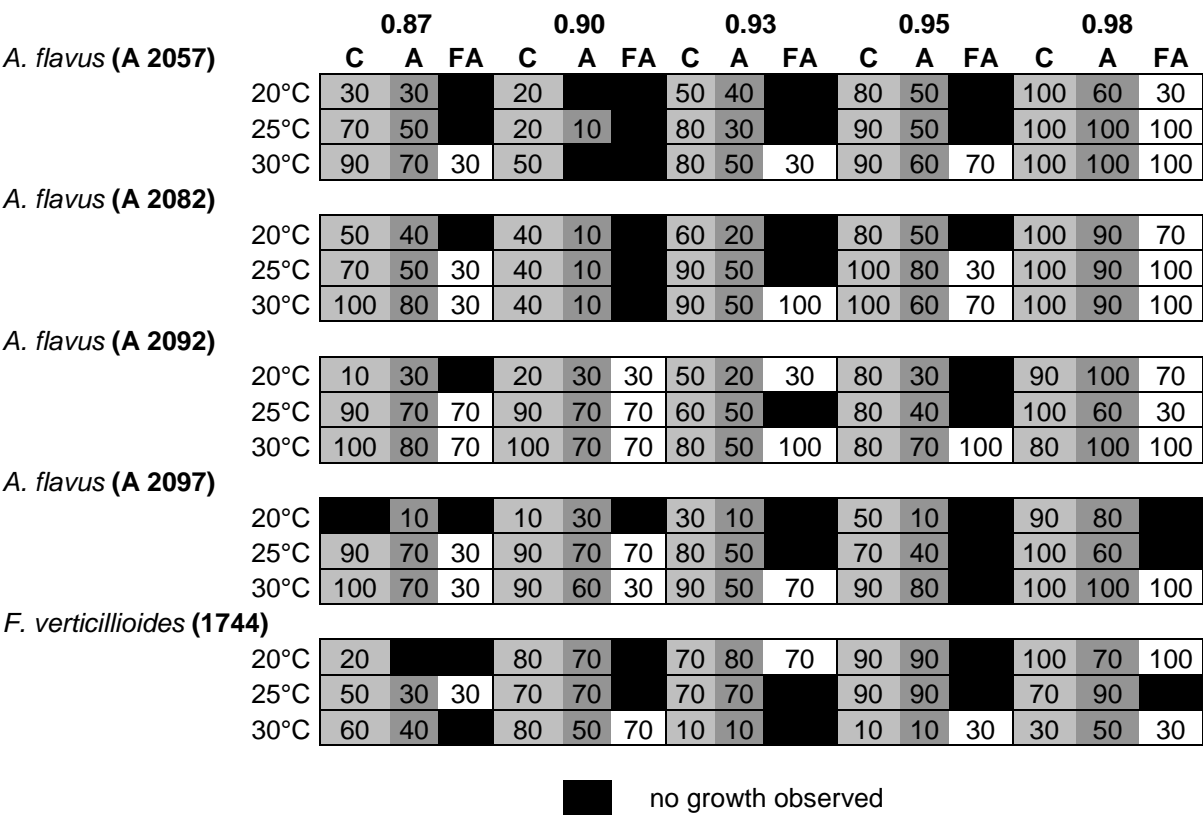 0.87 0.90 0.93 0.95 0.98
A. flavus (A 2057) C A FA C A FA C A FA C A FA C A FA
20°C 30 30 20 50 40 80 50 100 60 30
25°C 70 50 20 10 80 30 90 50 100 100 100
30°C 90 70 30 50 80 50 30 90 60 70 100 100 100
A. flavus (A 2082)
20°C 50 40 40 10 60 20 80 50 100 90 70
25°C 70 50 30 40 10 90 50 100 80 30 100 90 100
30°C 100 80 30 40 10 90 50 100 100 60 70 100 90 100
A. flavus (A 2092)
20°C 10 30 20 30 30 50 20 30 80 30 90 100 70
25°C 90 70 70 90 70 70 60 50 80 40 100 60 30
30°C 100 80 70 100 70 70 80 50 100 80 70 100 80 100 100
A. flavus (A 2097)
20°C 10 10 30 30 10 50 10 90 80
25°C 90 70 30 90 70 70 80 50 70 40 100 60
30°C 100 70 30 90 60 30 90 50 70 90 80 100 100 100
F. verticillioides (1744)
20°C 20 80 70 70 80 70 90 90 100 70 100
25°C 50 30 30 70 70 70 70 90 90 70 90
30°C 60 40 80 50 70 10 10 10 10 30 30 50 30
no growth observed